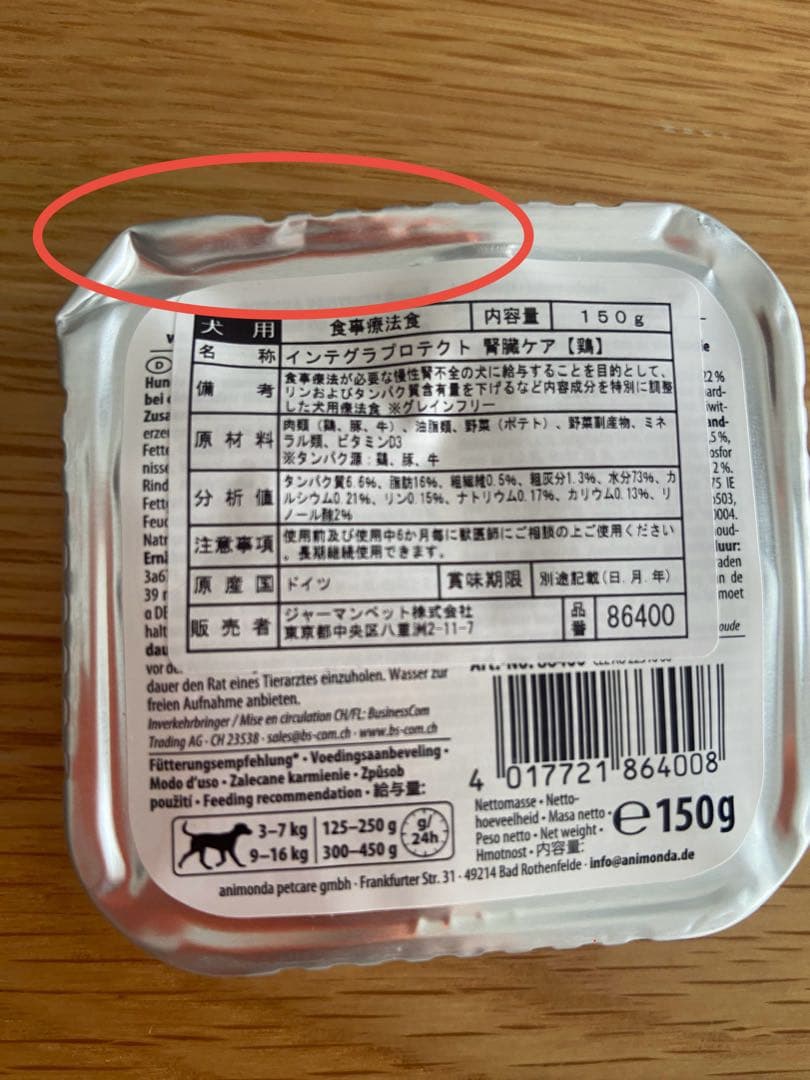 犬 用 食事療法食 内容量 １５０ｇ
名 称 インテグラプロテクト 腎臓ケア【鶏】
備 考 食事療法が必要な慢性腎不全の犬に給与することを目的として、
リンおよびタンパク質含有量を下げるなど内容成分を特別に調整
した犬用療法食 ※グレインフリー
原 材 料 肉類（鶏、豚、牛）、油脂類、野菜（ポテト）、野菜副産物、ミネ
ラル類、ビタミンD3
※タンパク源：鶏、豚、牛
分 析 値 タンパク質6.6%、脂肪16%、粗繊維0.5%、粗灰分1.3%、水分73%、カ
ルシウム0.21%、リン0.15%、ナトリウム0.17%、カリウム0.13%、リ
ノール酸2%
注意事項 使用前及び使用中6か月毎に獣医師にご相談の上ご使用ください
。長期継続使用できます。
原 産 国 ドイツ 賞味期限 別途記載(日.月.年)
販 売 者 ジャーマンペット株式会社
東京都中央区八重洲2-11-7
品番 86400
dauer den Rat eines Tierarztes einzuholen. Wasser zur
freien Aufnahme anbieten.
Inverkehrbringer / Mise en circulation CH/FL: BusinessCom
Trading AG · CH 23538 · sales@bs-com.ch · www.bs-com.ch
Fütterungsempfehlung* · Voedingsaanbeveling ·
Modo d'uso · Zalecane karmienie · Způsob
použití · Feeding recommendation · 給与量:
3–7 kg 125–250 g
9–16 kg 300–450 g
g/
24h
4 017721 864008
Nettomasse · Netto-
hoeveelheid · Masa netto ·
Peso netto · Net weight ·
Hmotnost · 内容量:
e 150g
animonda petcare gmbh · Frankfurter Str. 31 · 49214 Bad Rothenfelde · info@animonda.de